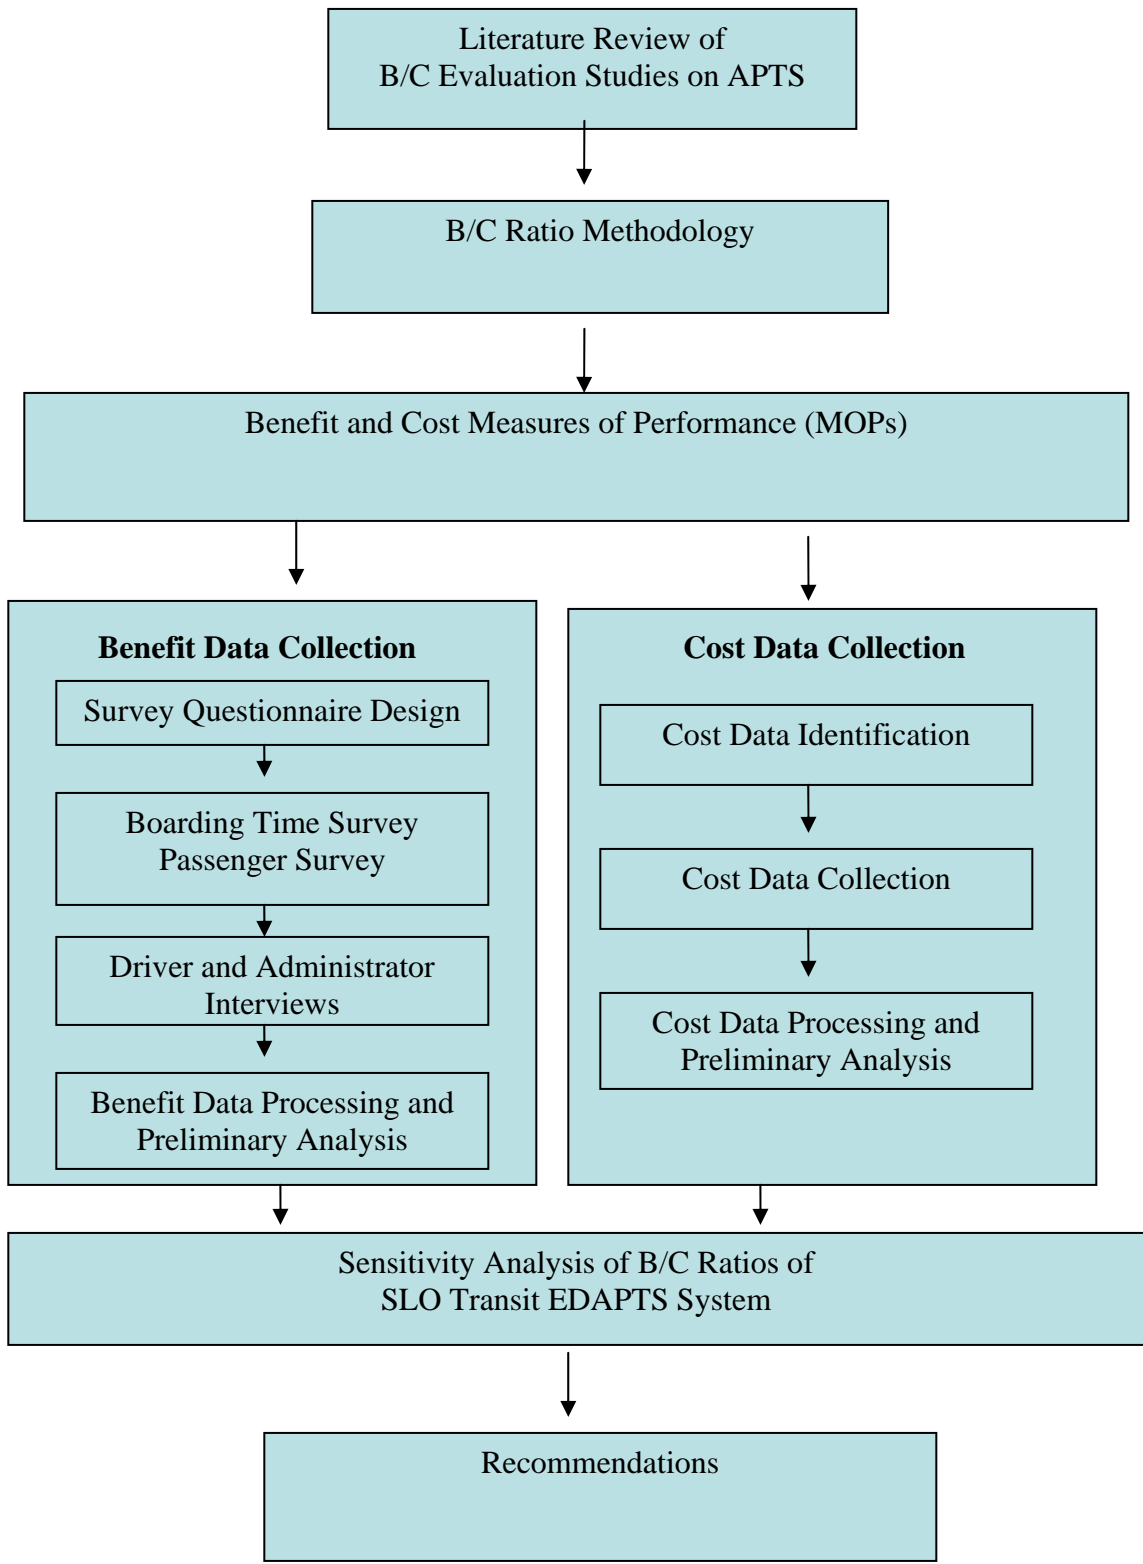 Literature Review of
B/C Evaluation Studies on APTS
B/C Ratio Methodology
Benefit and Cost Measures of Performance (MOPs)
Benefit Data Collection
Survey Questionnaire Design
Boarding Time Survey
Passenger Survey
Driver and Administrator
Interviews
Benefit Data Processing and
Preliminary Analysis
Cost Data Collection
Cost Data Identification
Cost Data Collection
Cost Data Processing and
Preliminary Analysis
Sensitivity Analysis of B/C Ratios of
SLO Transit EDAPTS System
Recommendations